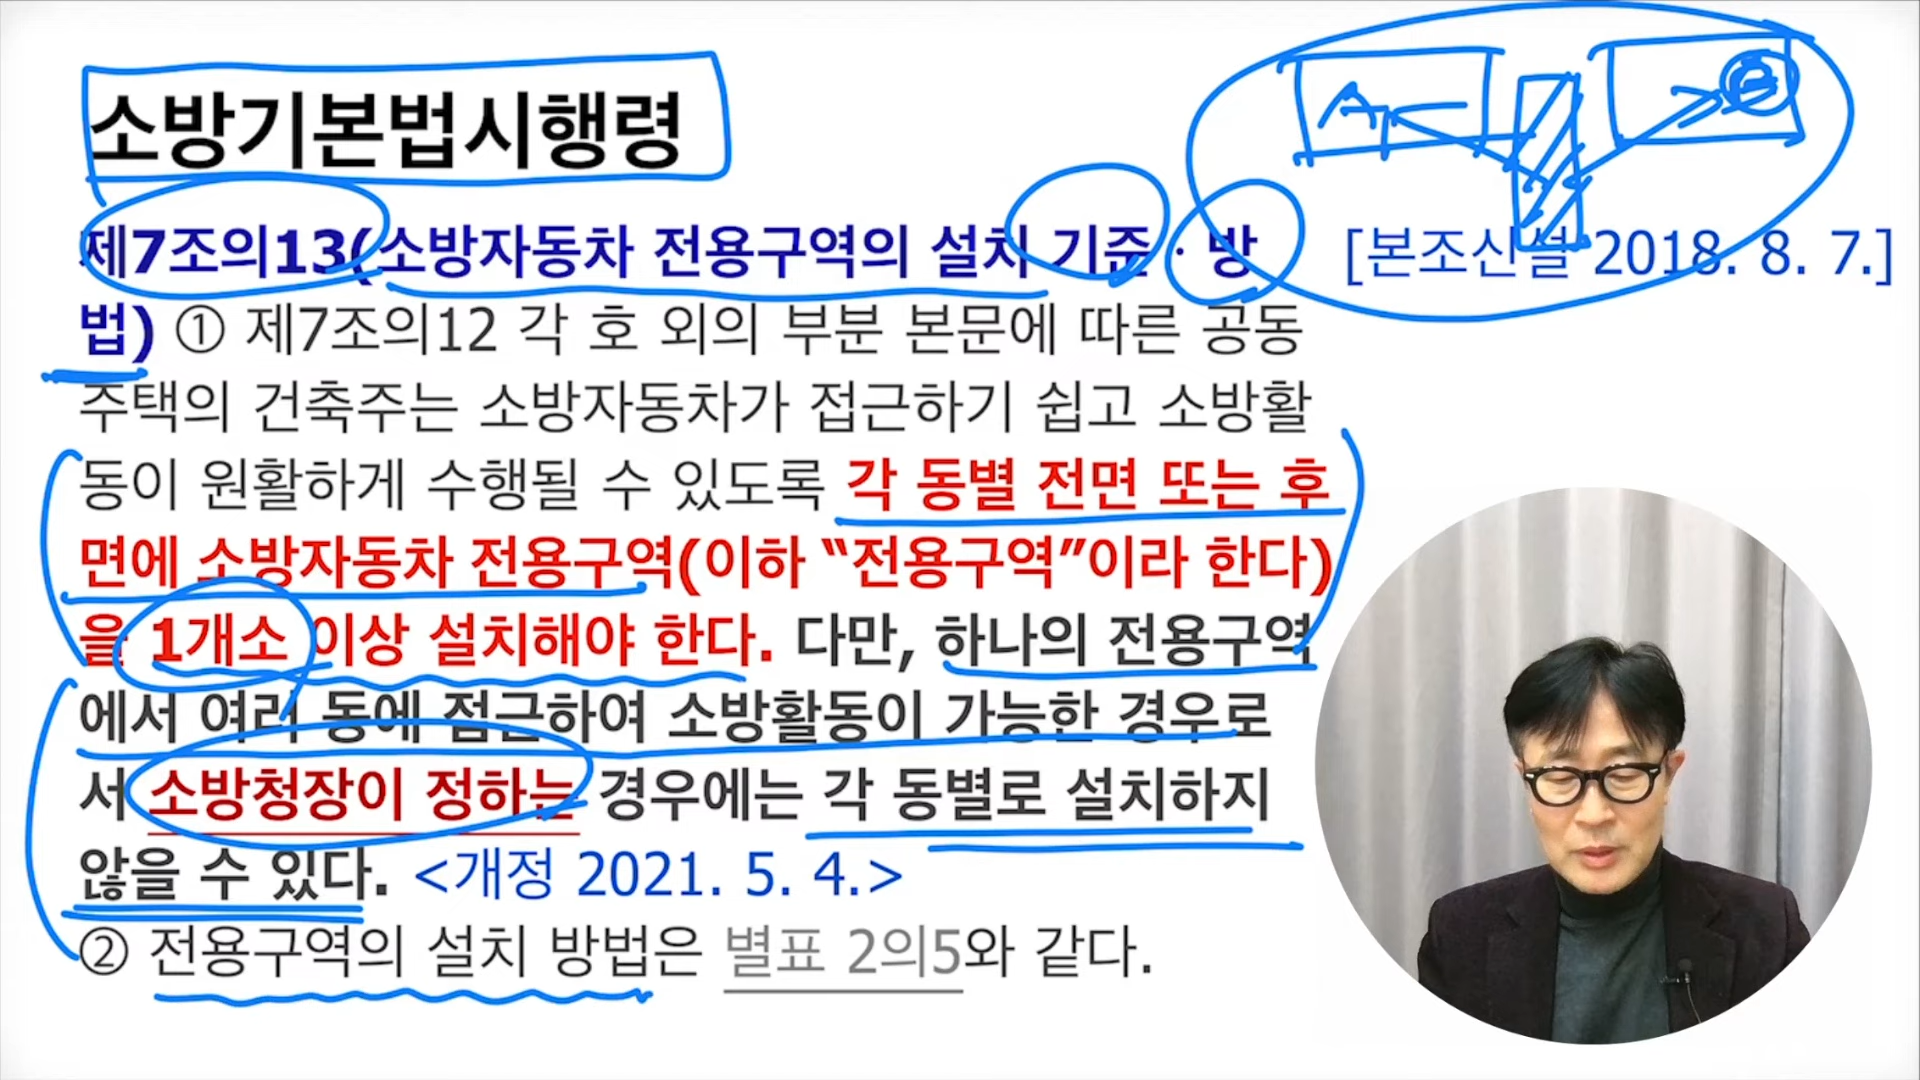 소방기본법시행령
A B
제7조의13(소방자동차 전용구역의 설치 기준·방 [본조신설 2018. 8. 7.]
법) ① 제7조의12 각 호 외의 부분 본문에 따른 공동
주택의 건축주는 소방자동차가 접근하기 쉽고 소방활
동이 원활하게 수행될 수 있도록 각 동별 전면 또는 후
면에 소방자동차 전용구역(이하 “전용구역”이라 한다)
을 1개소 이상 설치해야 한다. 다만, 하나의 전용구역
에서 여러 동에 접근하여 소방활동이 가능한 경우로
서 소방청장이 정하는 경우에는 각 동별로 설치하지
않을 수 있다. <개정 2021. 5. 4.>
② 전용구역의 설치 방법은 별표 2의5와 같다.